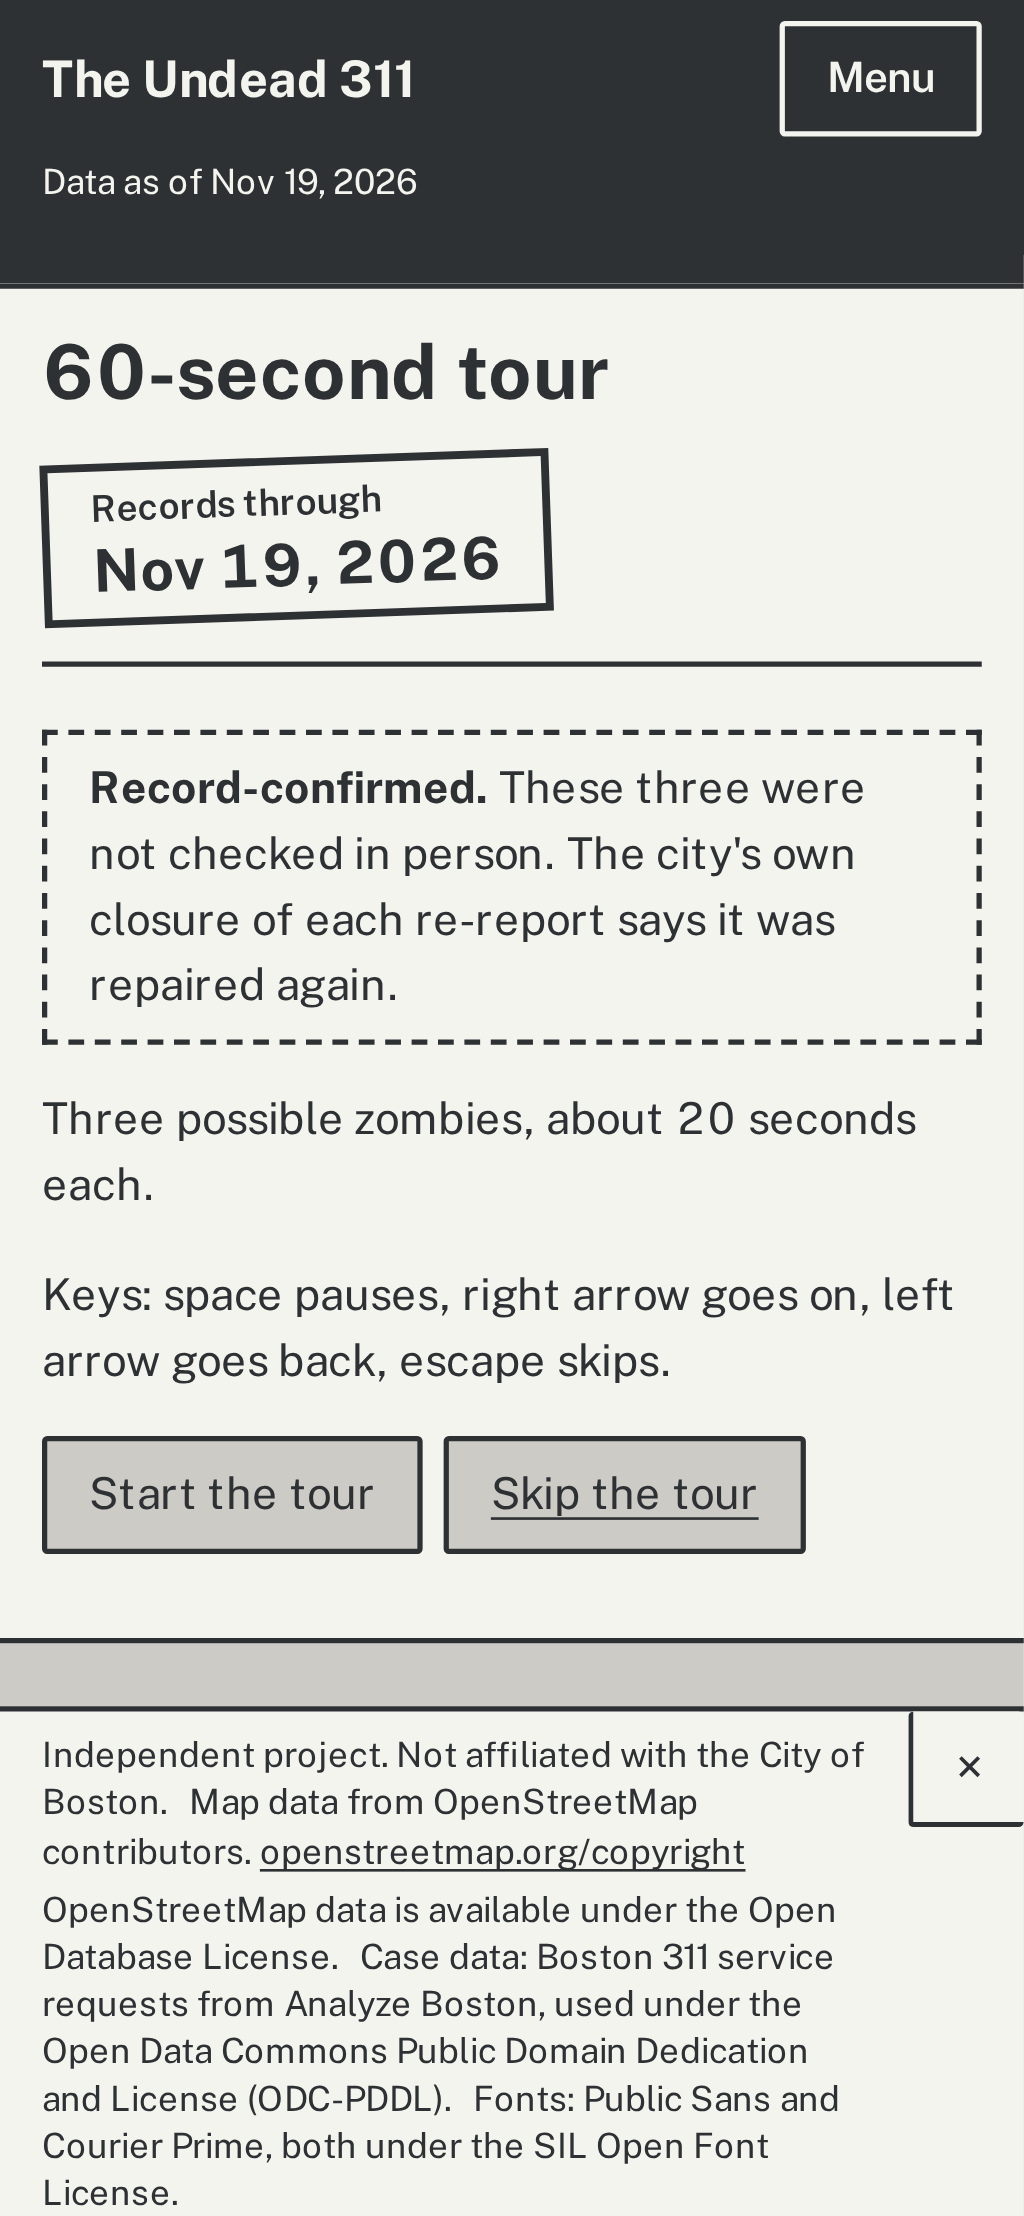 The Undead 311
Menu
Data as of Nov 19, 2026
60-second tour
Records through
Nov 19, 2026
Record-confirmed. These three were
not checked in person. The city's own
closure of each re-report says it was
repaired again.
Three possible zombies, about 20 seconds
each.
Keys: space pauses, right arrow goes on, left
arrow goes back, escape skips.
Start the tour
Skip the tour
Independent project. Not affiliated with the City of
×
Boston. Map data from OpenStreetMap
contributors. openstreetmap.org/copyright
OpenStreetMap data is available under the Open
Database License. Case data: Boston 311 service
requests from Analyze Boston, used under the
Open Data Commons Public Domain Dedication
and License (ODC-PDDL). Fonts: Public Sans and
Courier Prime, both under the SIL Open Font
License.